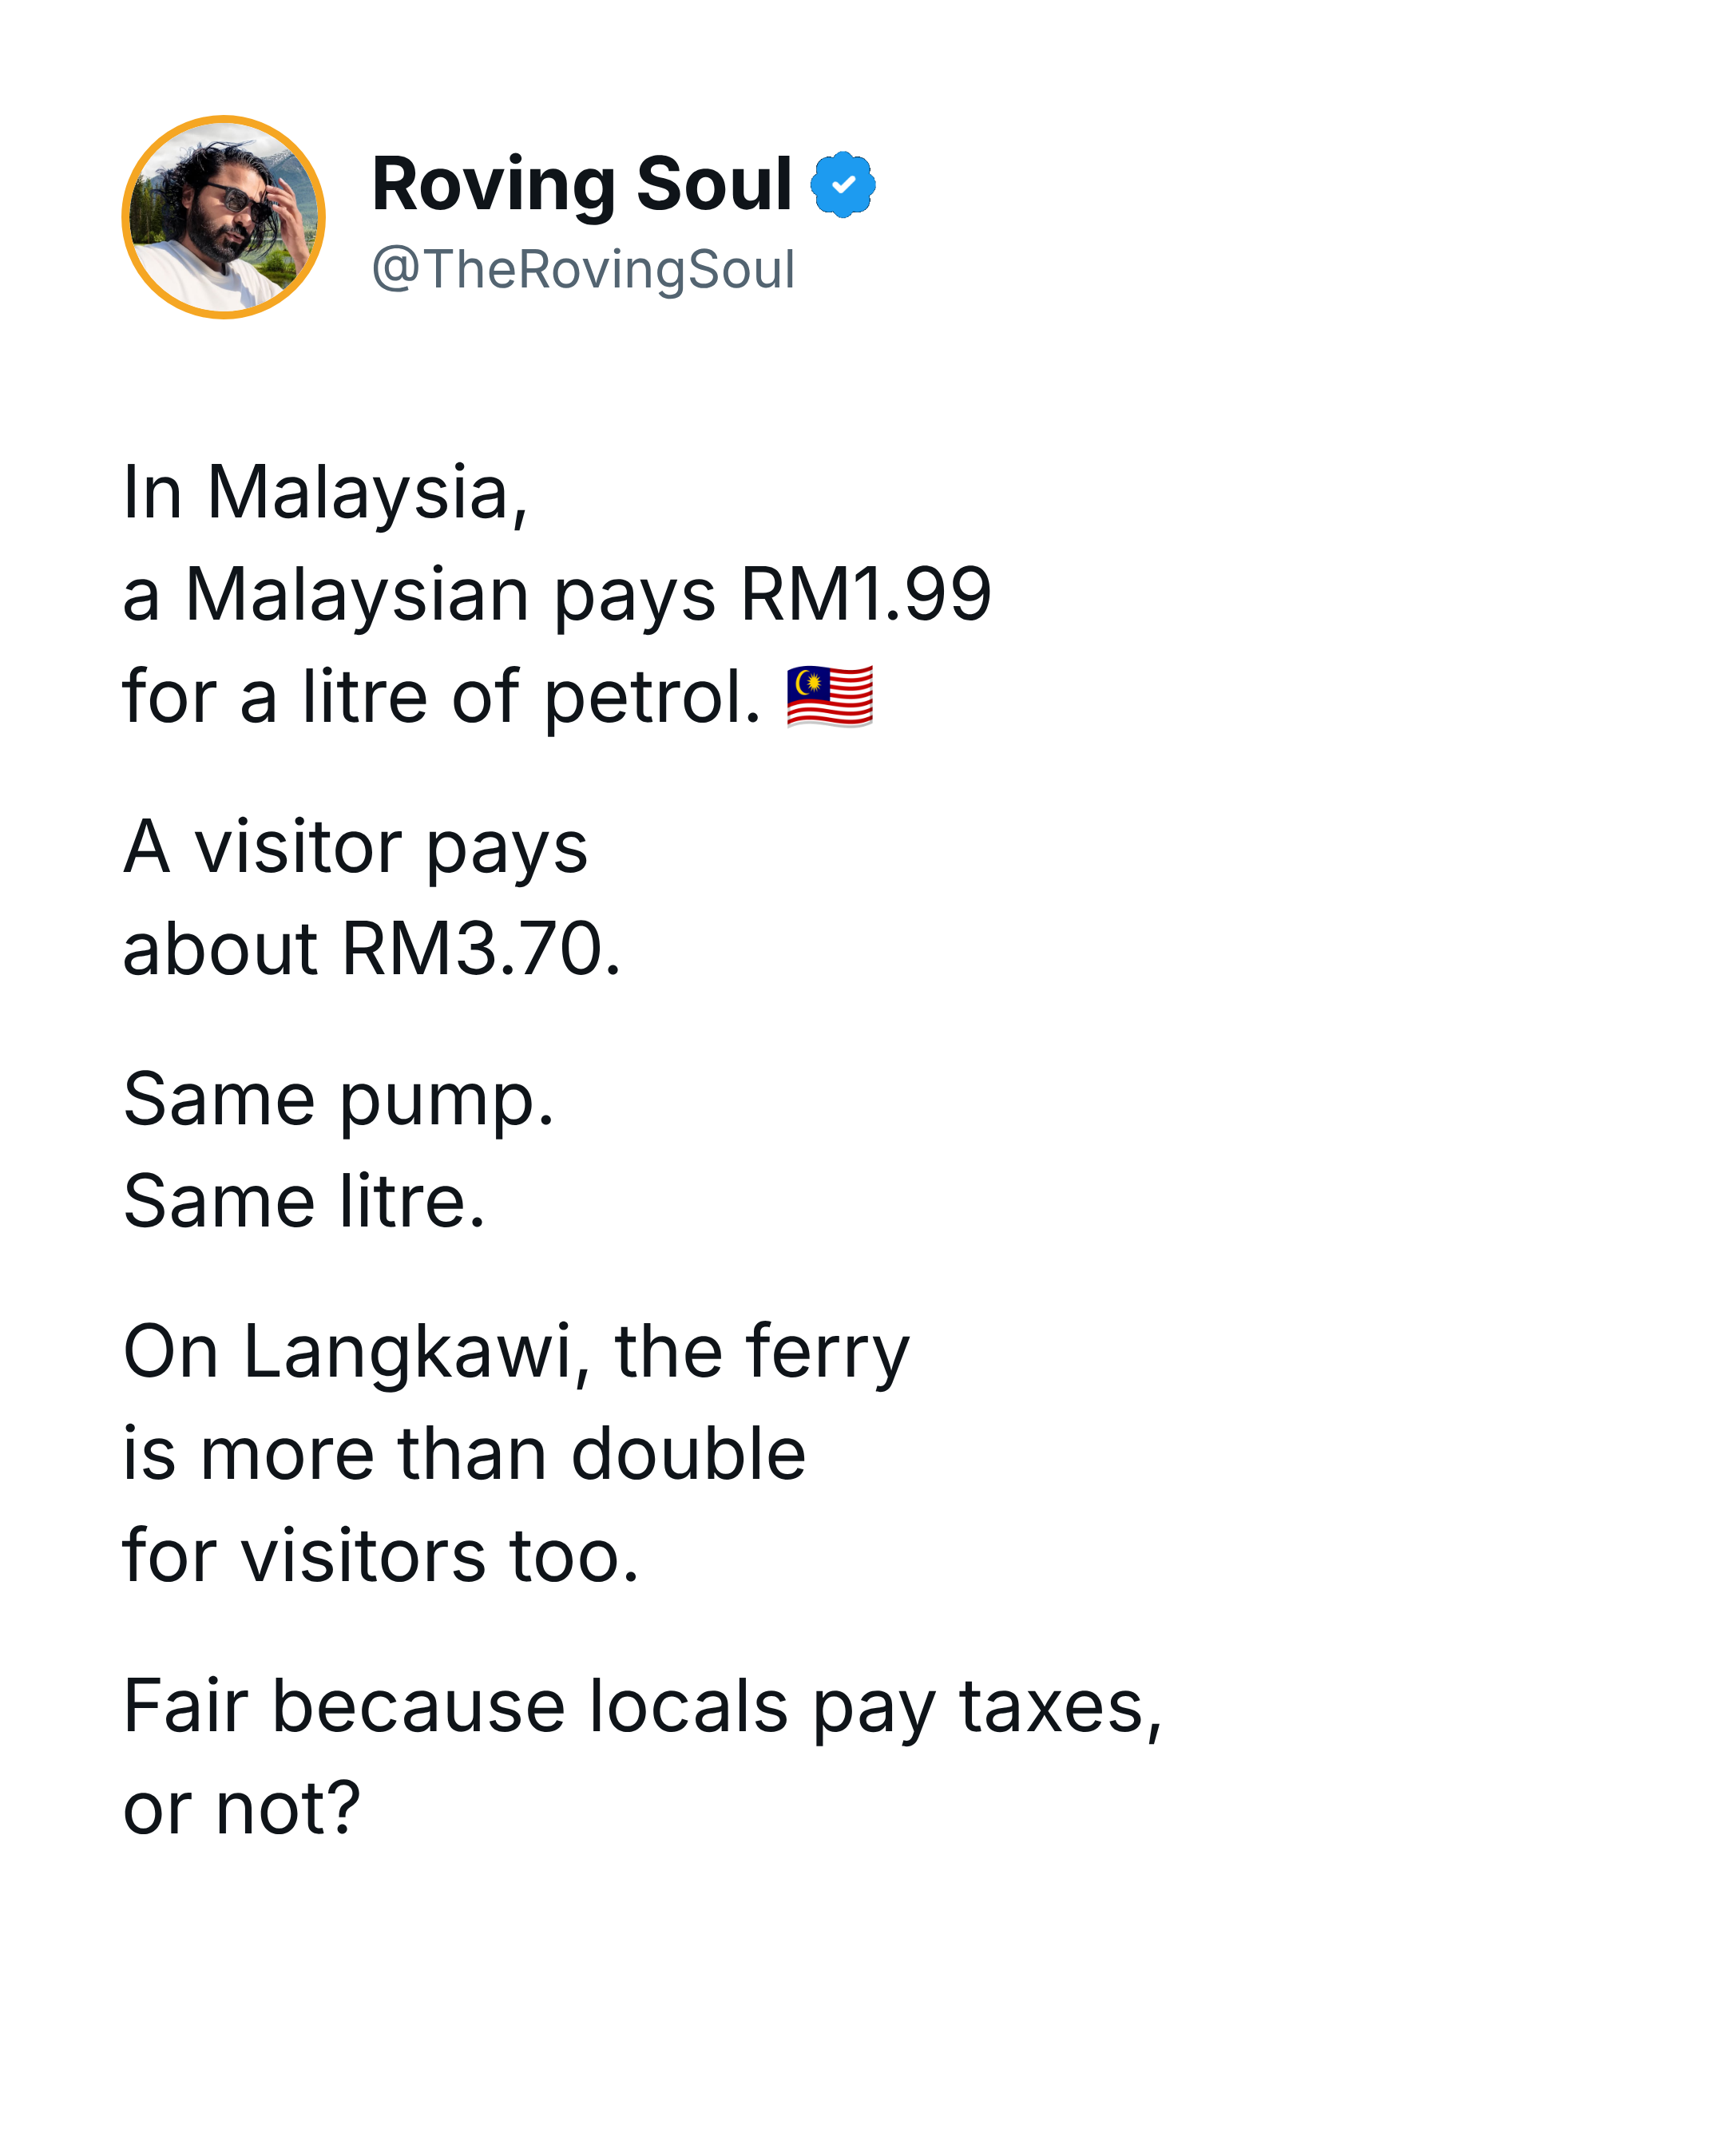 Roving Soul
@TheRovingSoul
In Malaysia,
a Malaysian pays RM1.99
for a litre of petrol. 🇲🇾
A visitor pays
about RM3.70.
Same pump.
Same litre.
On Langkawi, the ferry
is more than double
for visitors too.
Fair because locals pay taxes,
or not?